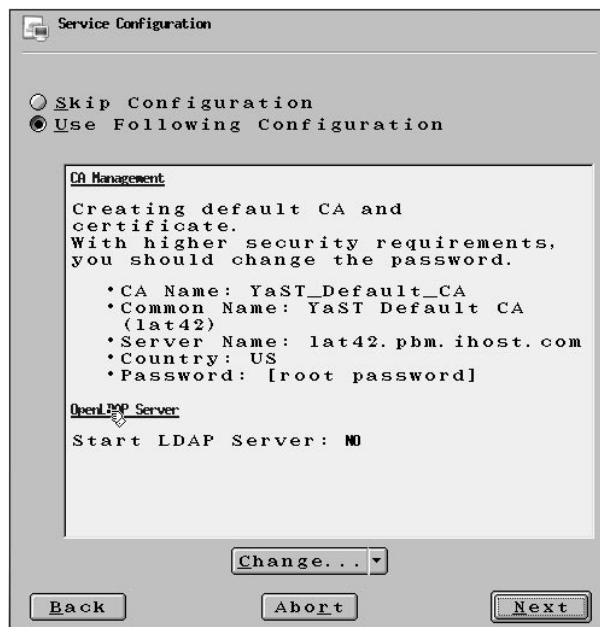 Service Configuration
Skip Configuration
Use Following Configuration
CA Management
Creating default CA and
certificate.
With higher security requirements,
you should change the password.
•CA Name: YaST_Default_CA
•Common Name: YaST Default CA
(lat42)
•Server Name: lat42.pbm.ihost.com
•Country: US
•Password: [root password]
OpenLDAP Server
Start LDAP Server: NO
Change...
Back
Abort
Next